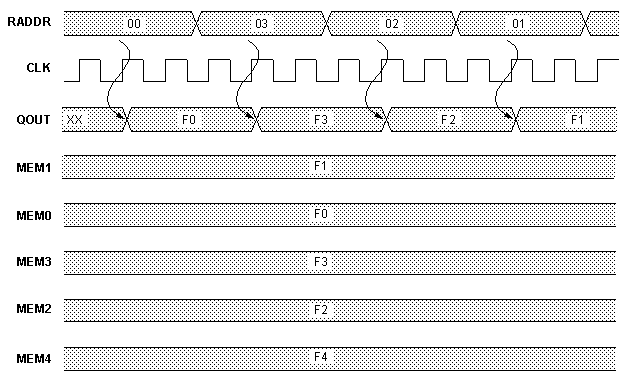 RADDR 00 03 02 01
CLK
QOUT XX F0 F3 F2 F1
MEM1 F1
MEM0 F0
MEM3 F3
MEM2 F2
MEM4 F4